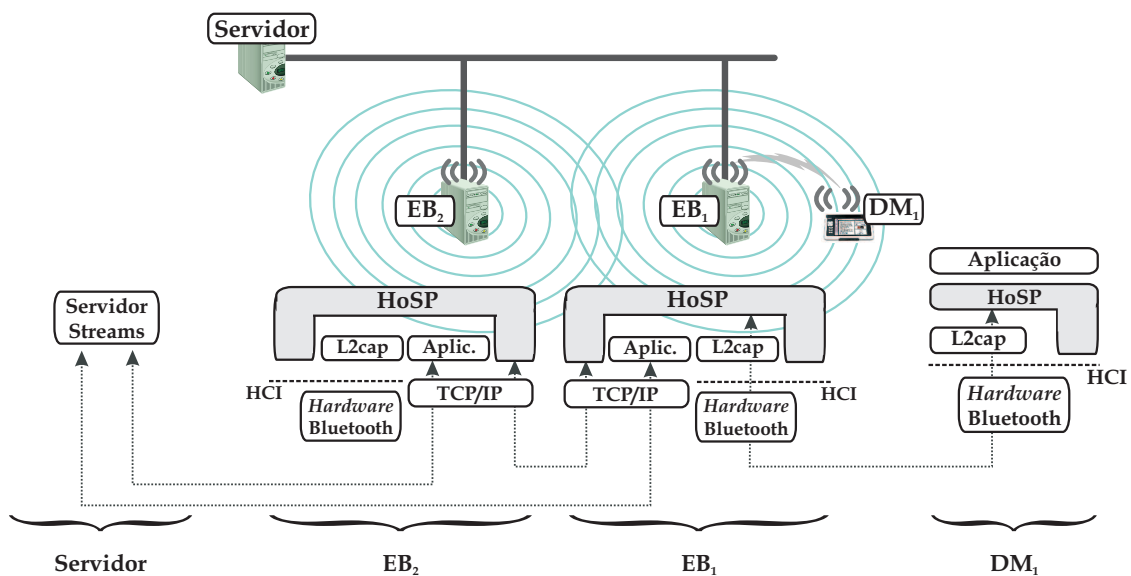 Servidor
EB₂
EB₁
DM₁
Aplicação
HoSP
HoSP
HoSP
Servidor
Streams
L2cap
Aplic.
Aplic.
L2cap
L2cap
HCI
TCP/IP
TCP/IP
HCI
HCI
Hardware
Bluetooth
Hardware
Bluetooth
Hardware
Bluetooth
Servidor
EB₂
EB₁
DM₁